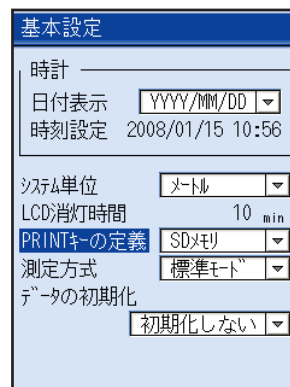 基本設定
時計
日付表示 YYYY/MM/DD
時刻設定 2008/01/15 10:56
ｼｽﾃﾑ単位 ﾒｰﾄﾙ
LCD消灯時間 10 min
PRINTｷｰの定義 SDﾒﾓﾘ
測定方式 標準ﾓｰﾄﾞ
ﾃﾞｰﾀの初期化
初期化しない